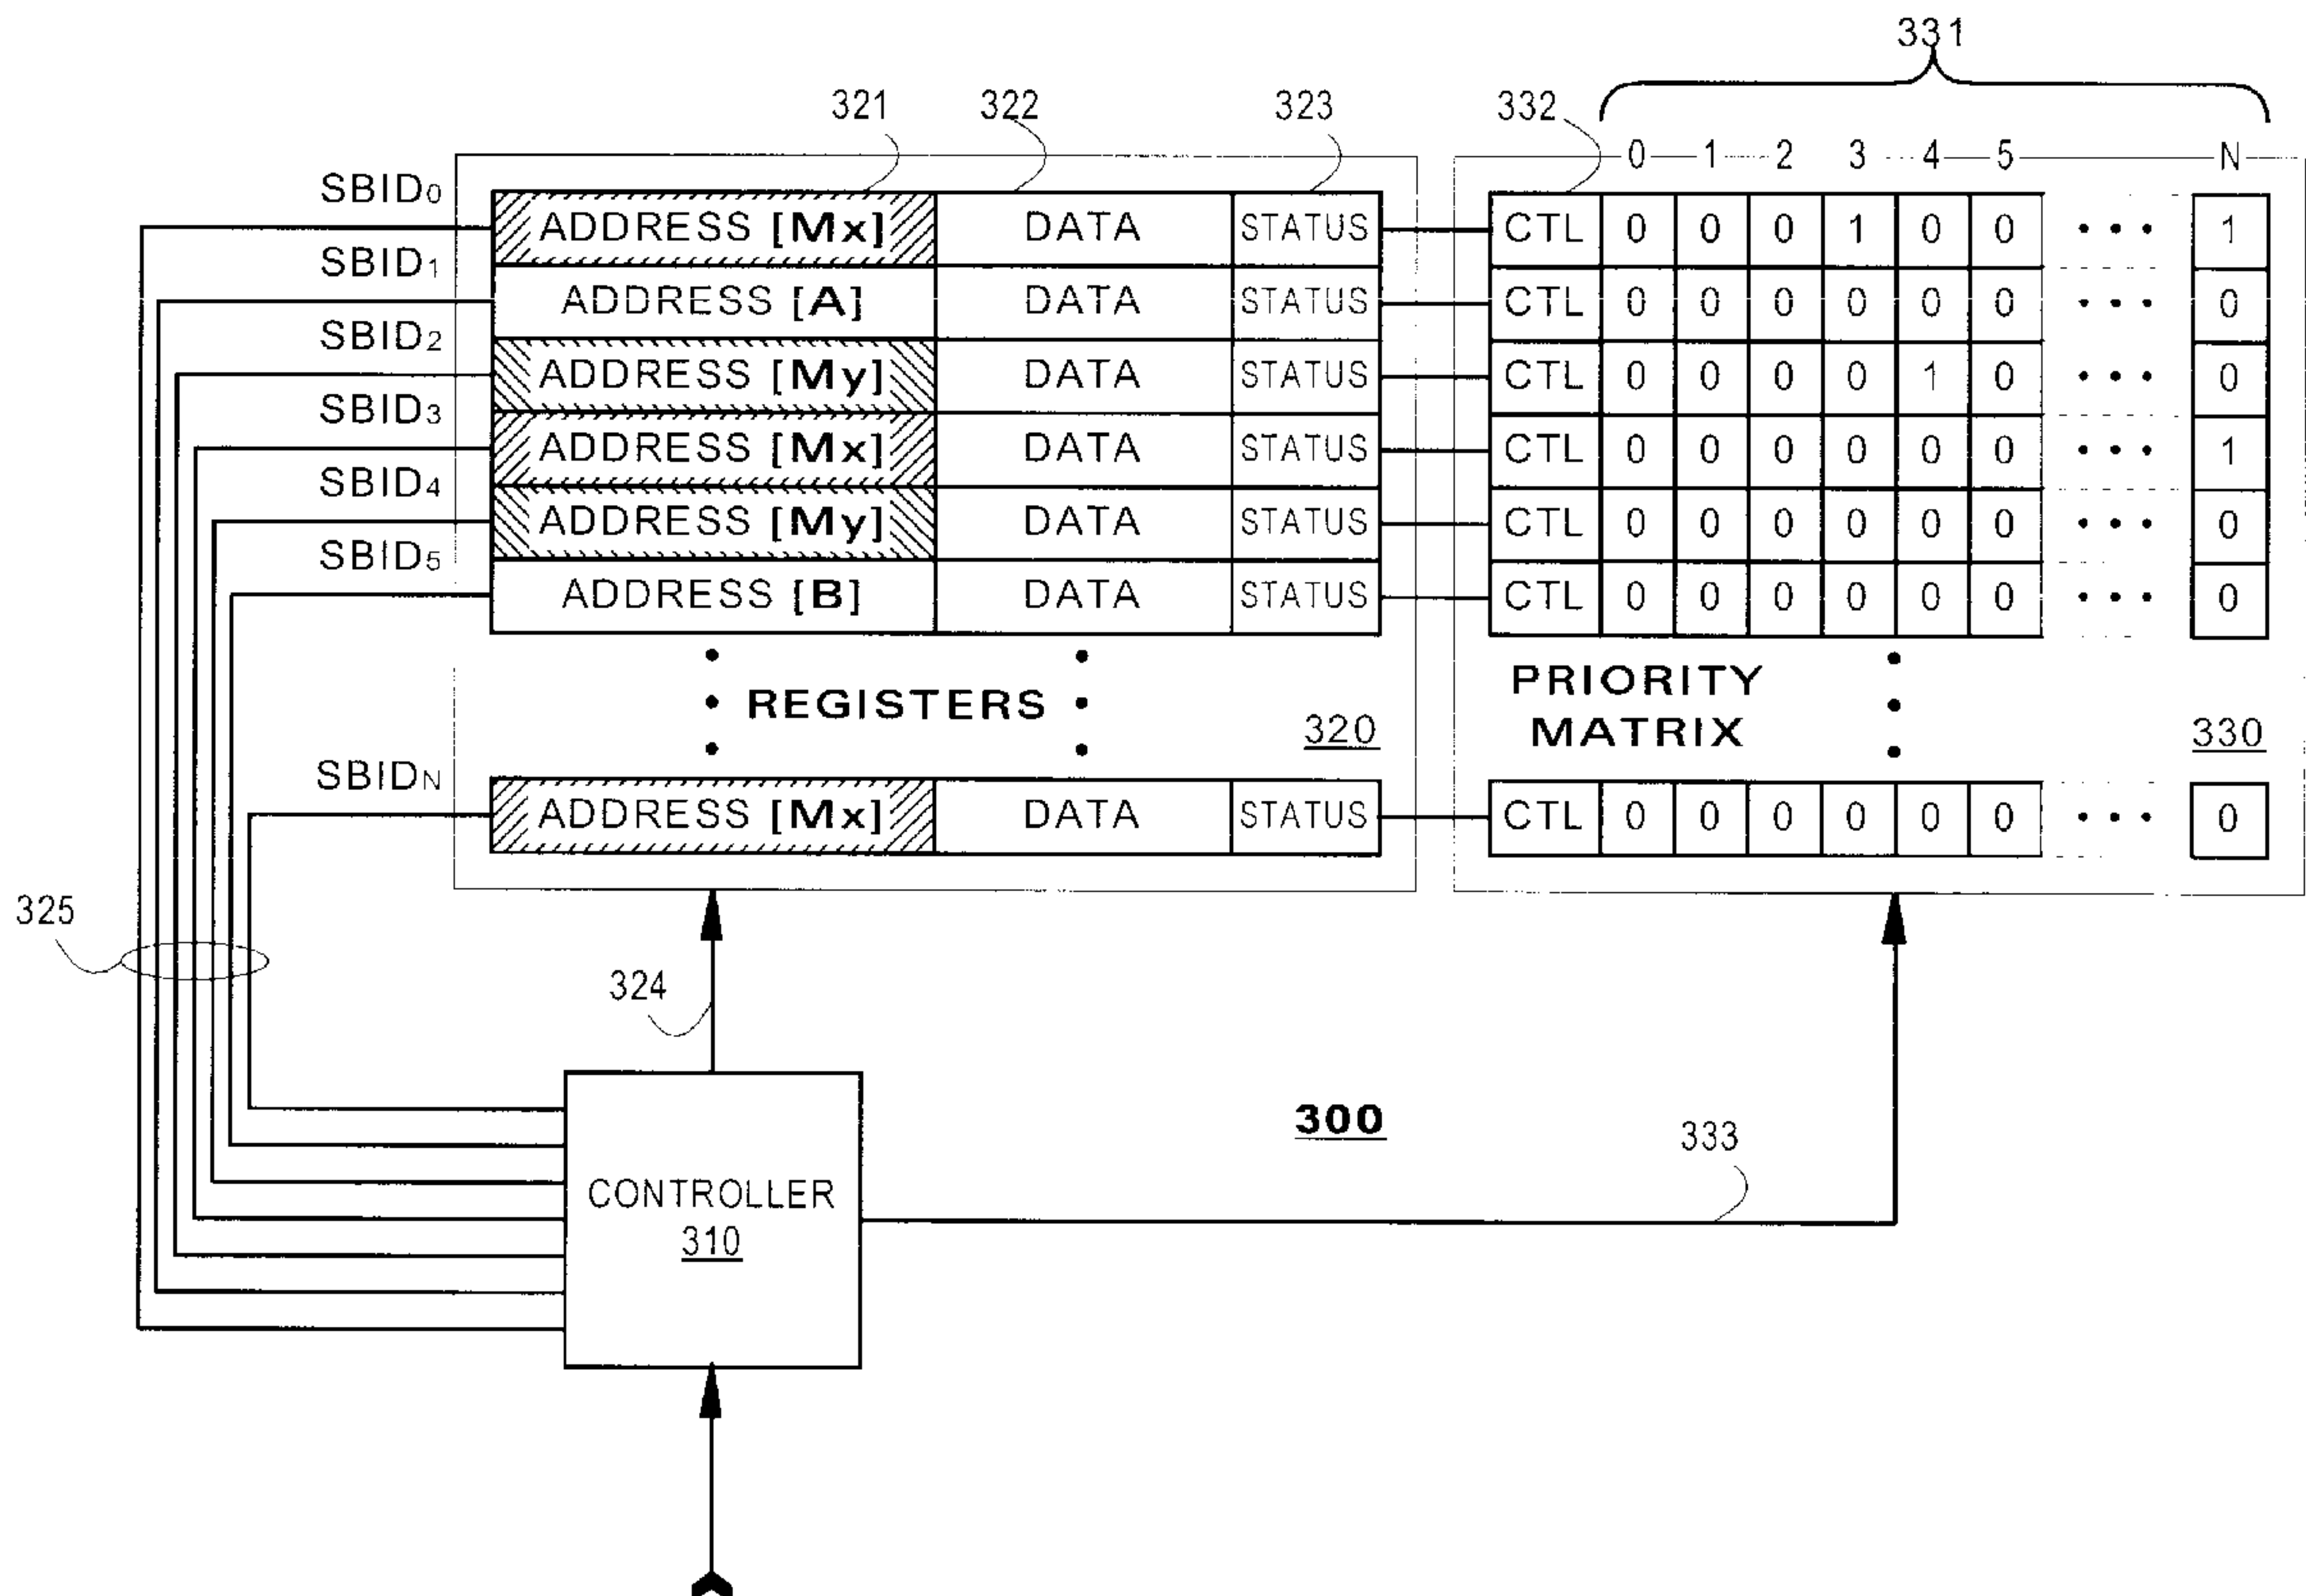 331
321 322 323 332
0 1 2 3 4 5 N
SBID0
ADDRESS [Mx] DATA STATUS CTL 0 0 0 1 0 0 • • • 1
SBID1
ADDRESS [A] DATA STATUS CTL 0 0 0 0 0 0 • • • 0
SBID2
ADDRESS [My] DATA STATUS CTL 0 0 0 0 1 0 • • • 0
SBID3
ADDRESS [Mx] DATA STATUS CTL 0 0 0 0 0 0 • • • 1
SBID4
ADDRESS [My] DATA STATUS CTL 0 0 0 0 0 0 • • • 0
SBID5
ADDRESS [B] DATA STATUS CTL 0 0 0 0 0 0 • • • 0
REGISTERS
320
PRIORITY
MATRIX
330
SBIDN
ADDRESS [Mx] DATA STATUS CTL 0 0 0 0 0 0 • • • 0
325
324
300
333
CONTROLLER
310